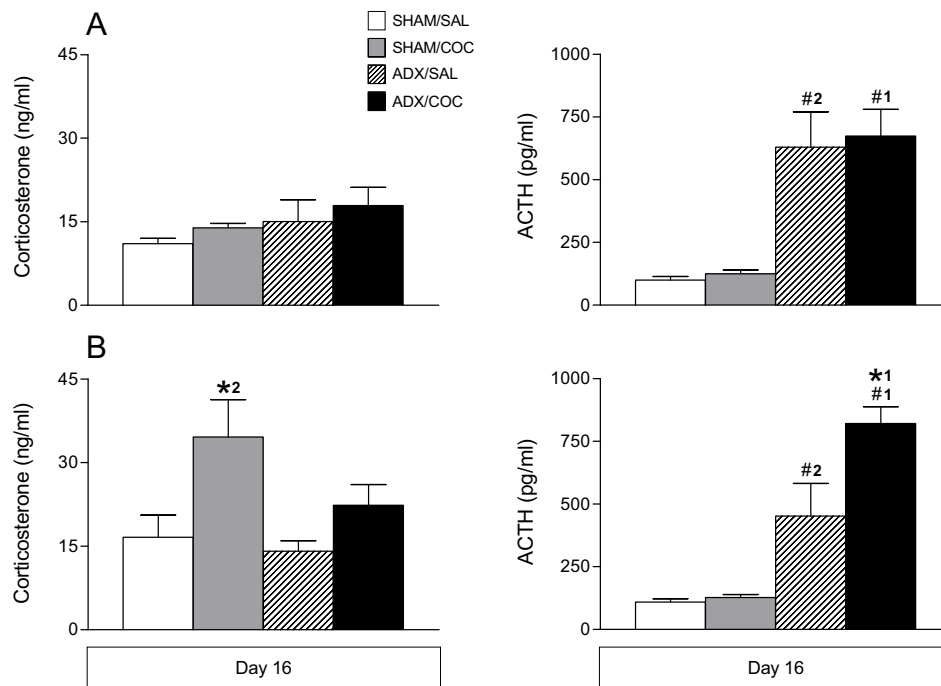 A
SHAM/SAL
SHAM/COC
ADX/SAL
ADX/COC
Corticosterone (ng/ml)
45
30
15
0
ACTH (pg/ml)
1000
750
500
250
0
#2
#1
B
Corticosterone (ng/ml)
45
30
15
0
*2
Day 16
ACTH (pg/ml)
1000
750
500
250
0
#2
*1
#1
Day 16